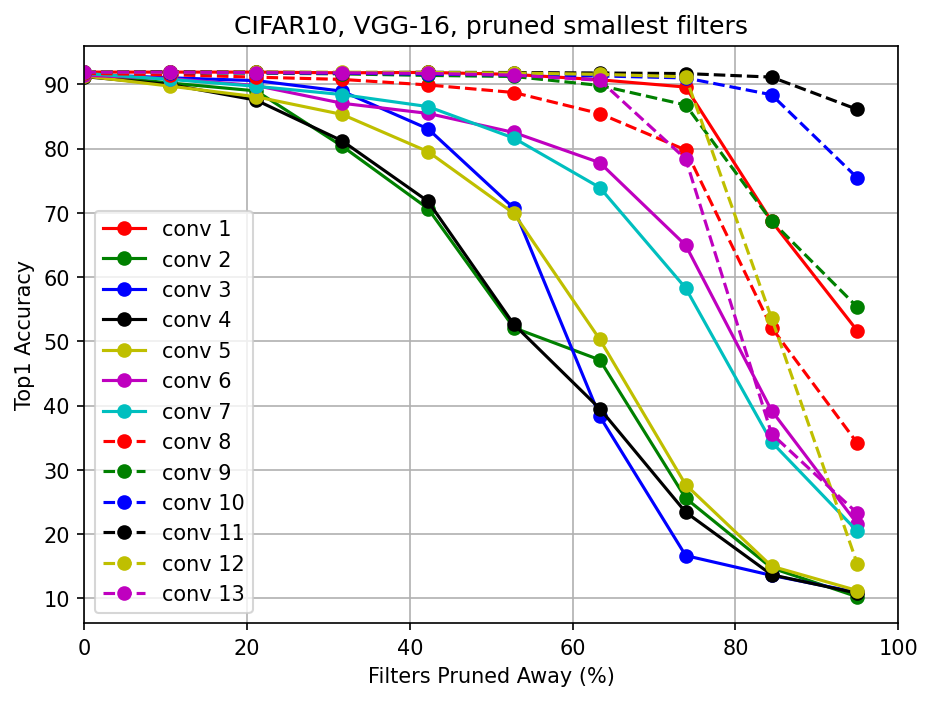 CIFAR10, VGG-16, pruned smallest filters
90
80
70
60
50
40
30
20
10
Top1 Accuracy
conv 1
conv 2
conv 3
conv 4
conv 5
conv 6
conv 7
conv 8
conv 9
conv 10
conv 11
conv 12
conv 13
0
20
40
60
80
100
Filters Pruned Away (%)